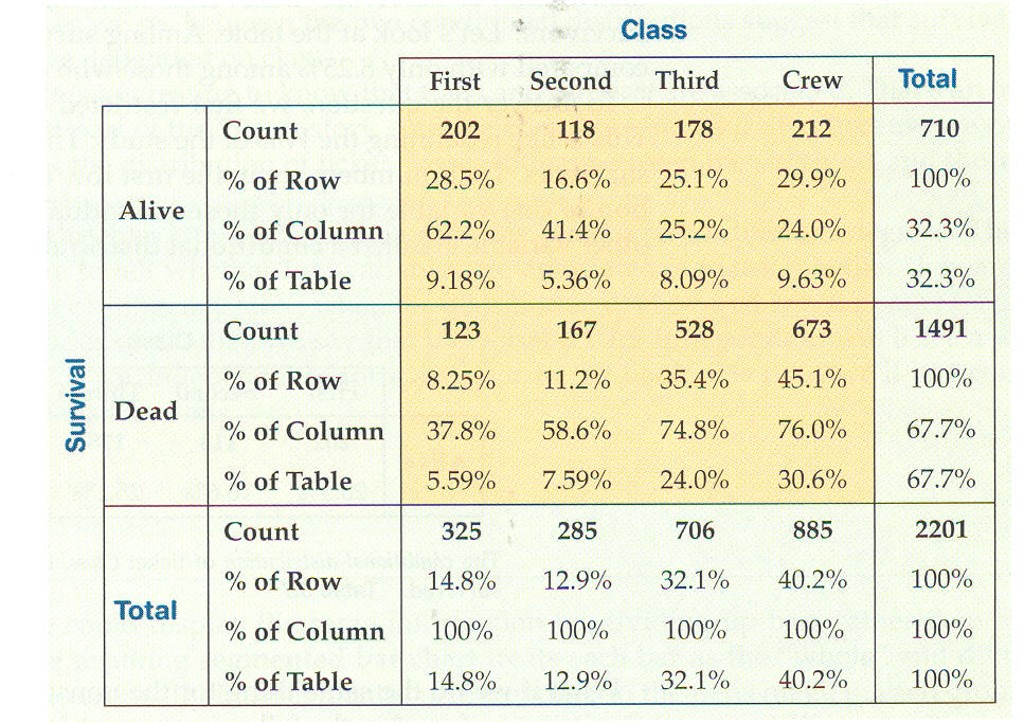 Class
First Second Third Crew Total
Count 202 118 178 212 710
% of Row 28.5% 16.6% 25.1% 29.9% 100%
Alive
% of Column 62.2% 41.4% 25.2% 24.0% 32.3%
% of Table 9.18% 5.36% 8.09% 9.63% 32.3%
Survival
Count 123 167 528 673 1491
% of Row 8.25% 11.2% 35.4% 45.1% 100%
Dead
% of Column 37.8% 58.6% 74.8% 76.0% 67.7%
% of Table 5.59% 7.59% 24.0% 30.6% 67.7%
Count 325 285 706 885 2201
% of Row 14.8% 12.9% 32.1% 40.2% 100%
Total
% of Column 100% 100% 100% 100% 100%
% of Table 14.8% 12.9% 32.1% 40.2% 100%